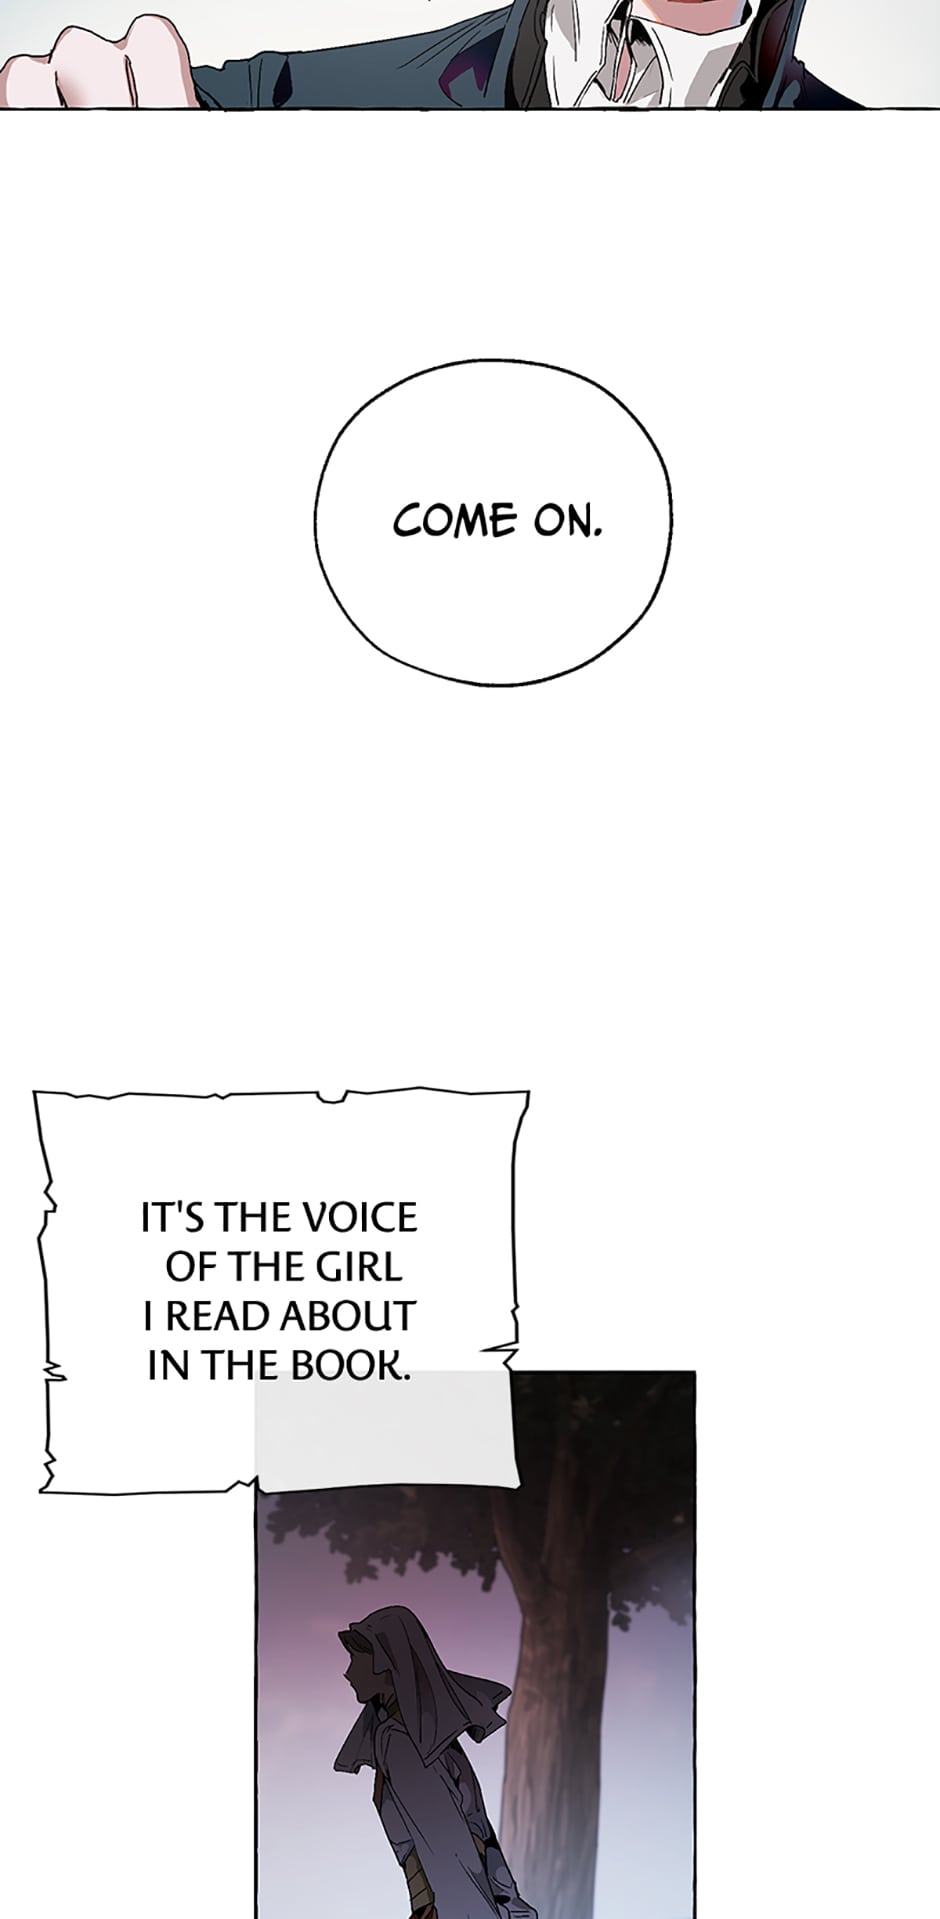 COME ON.
IT'S THE VOICE
OF THE GIRL
I READ ABOUT
IN THE BOOK.